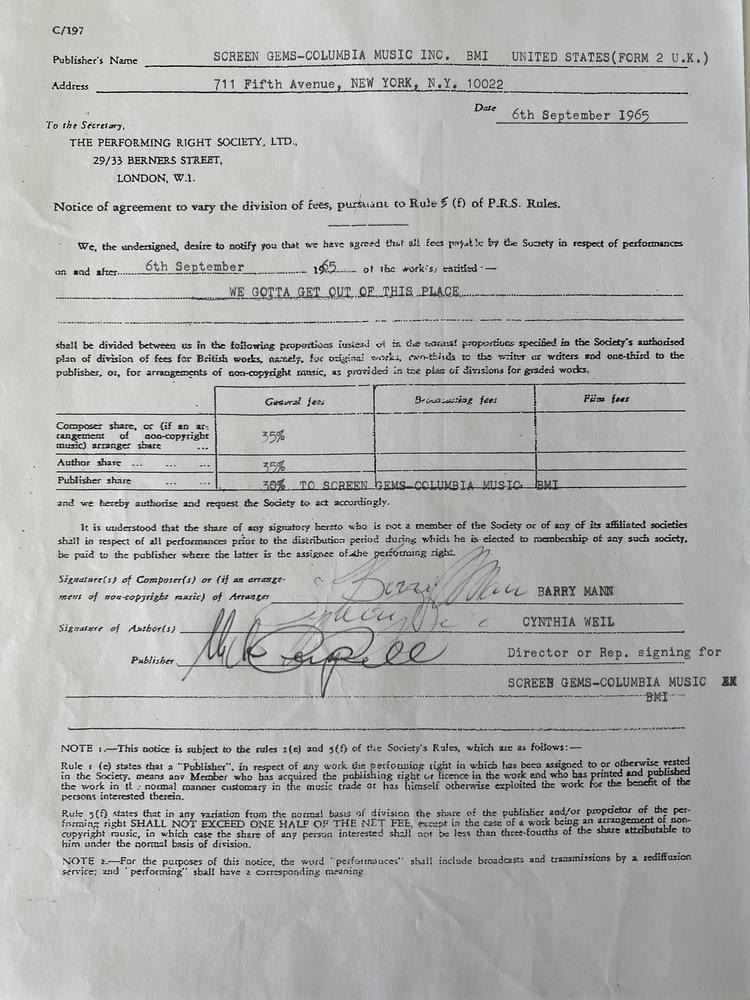 C/197
Publisher's Name SCREEN GEMS-COLUMBIA MUSIC INC. BMI UNITED STATES(FORM 2 U.K.)
Address 711 Fifth Avenue, NEW YORK, N.Y. 10022
Date 6th September 1965
To the Secretary,
THE PERFORMING RIGHT SOCIETY, LTD.,
29/33 BERNERS STREET,
LONDON, W.1.
Notice of agreement to vary the division of fees, pursuant to Rule 5 (f) of P.R.S. Rules.
We, the undersigned, desire to notify you that we have agreed that all fees payable by the Society in respect of performances
on and after 6th September 1965 of the work(s) entitled :—
WE GOTTA GET OUT OF THIS PLACE
shall be divided between us in the following proportions instead of in the normal proportions specified in the Society's authorised
plan of division of fees for British works, namely, for original works, two-thirds to the writer or writers and one-third to the
publisher, or, for arrangements of non-copyright music, as provided in the plan of divisions for graded works.
General fees Broadcasting fees Film fees
Composer share, or (if an ar-
rangement of non-copyright
music) arranger share ... 35%
Author share ... ... ... 35%
Publisher share ... ... 30% TO SCREEN GEMS-COLUMBIA MUSIC, BMI
and we hereby authorise and request the Society to act accordingly.
It is understood that the share of any signatory hereto who is not a member of the Society or of any of its affiliated societies
shall in respect of all performances prior to the distribution period during which he is elected to membership of any such society,
be paid to the publisher where the latter is the assignee of the performing right.
Signature(s) of Composer(s) or (if an arrange-
ment of non-copyright music) of Arranger Barry Mann BARRY MANN
Signature of Author(s) CYNTHIA WEIL
Publisher Director or Rep. signing for
SCREEN GEMS-COLUMBIA MUSIC
BMI
NOTE 1.—This notice is subject to the rules 1(e) and 5(f) of the Society's Rules, which are as follows:—
Rule 1 (e) states that a "Publisher", in respect of any work the performing right in which has been assigned to or otherwise vested
in the Society, means any Member who has acquired the publishing right or licence in the work and who has printed and published
the work in the normal manner customary in the music trade or has himself otherwise exploited the work for the benefit of the
persons interested therein.
Rule 5(f) states that in any variation from the normal basis of division the share of the publisher and/or proprietor of the per-
forming right SHALL NOT EXCEED ONE HALF OF THE NET FEE, except in the case of a work being an arrangement of non-
copyright music, in which case the share of any person interested shall not be less than three-fourths of the share attributable to
him under the normal basis of division.
NOTE 2.—For the purposes of this notice, the word "performances" shall include broadcasts and transmissions by a rediffusion
service; and "performing" shall have a corresponding meaning